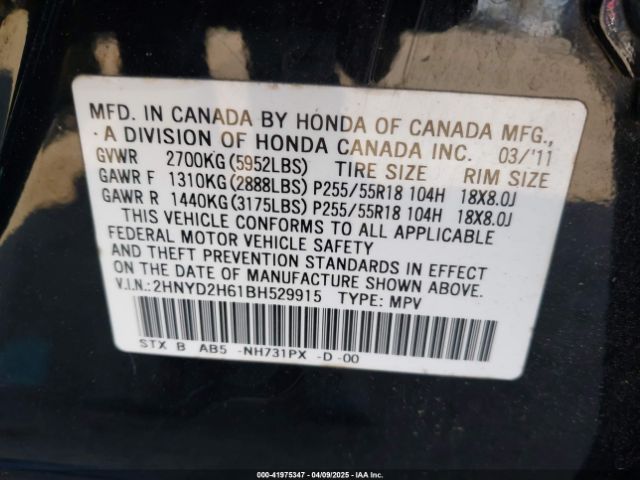 MFD. IN CANADA BY HONDA OF CANADA MFG.,
A DIVISION OF HONDA CANADA INC. 03/'11
GVWR 2700KG(5952LBS) TIRE SIZE RIM SIZE
GAWR F 1310KG(2888LBS) P255/55R18 104H 18X8.0J
GAWR R 1440KG(3175LBS) P255/55R18 104H 18X8.0J
THIS VEHICLE CONFORMS TO ALL APPLICABLE
FEDERAL MOTOR VEHICLE SAFETY
AND THEFT PREVENTION STANDARDS IN EFFECT
ON THE DATE OF MANUFACTURE SHOWN ABOVE.
V.I.N.:2HNYD2H61BH529915 TYPE: MPV
STX B AB5 -NH731PX -D -00
000-41975347 | 04/09/2025 | IAA Inc.